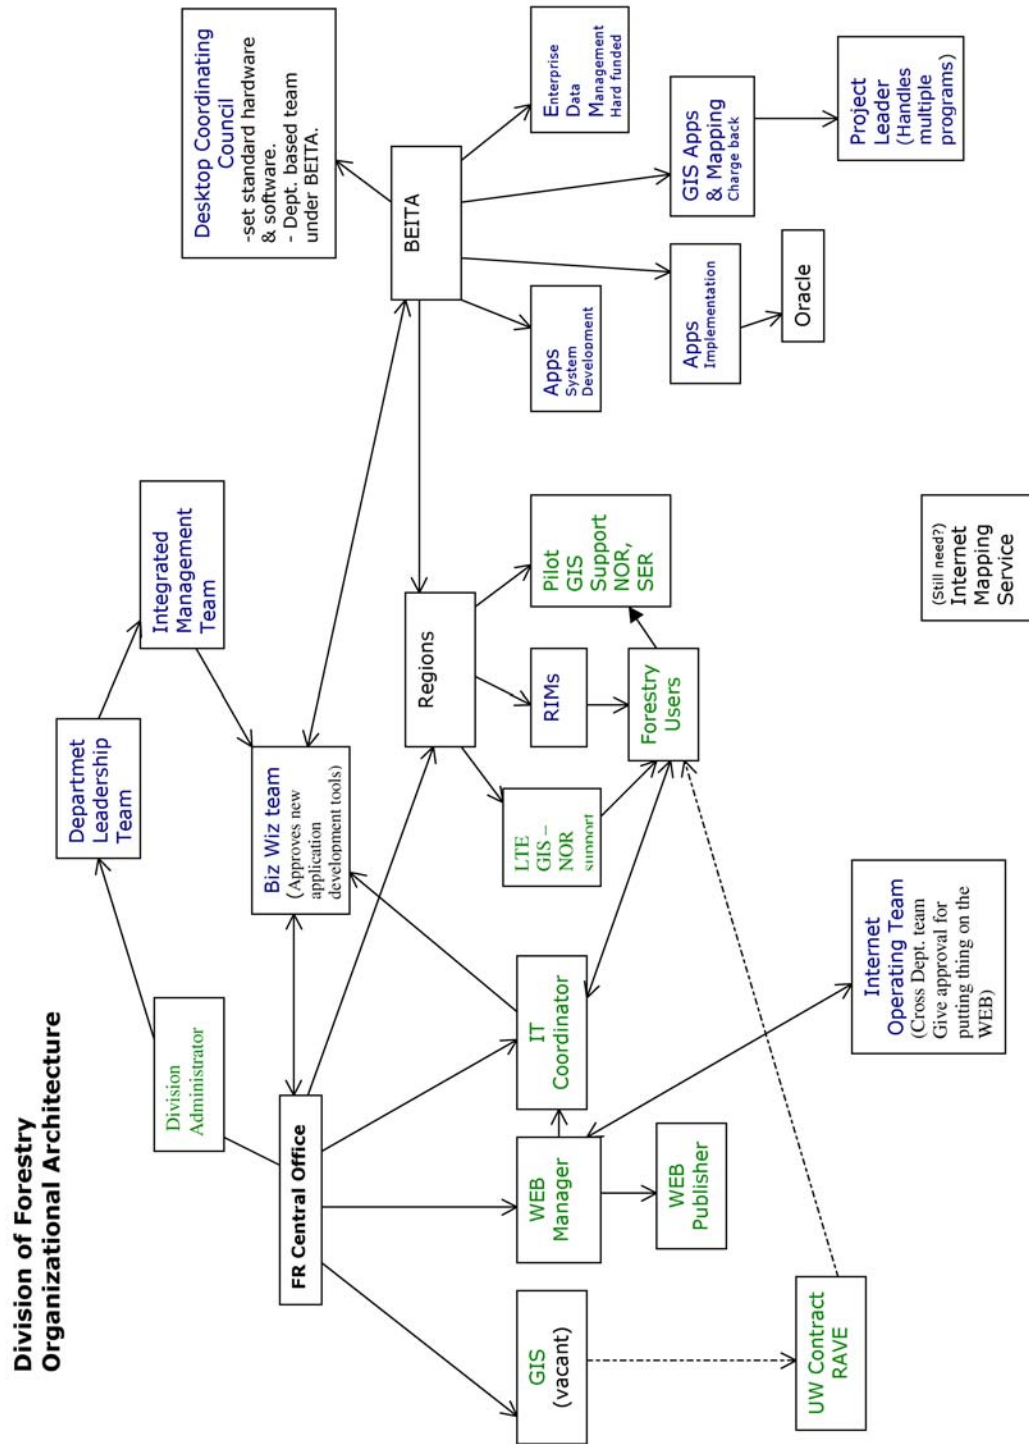 Division of Forestry
Organizational Architecture
Division
Administrator
Departmet
Leadership
Team
Integrated
Management
Team
Desktop Coordinating
Council
-set standard hardware
& software.
- Dept. based team
under BEITA.
FR Central Office
Biz Wiz team
(Approves new
application
development tools)
Regions
BEITA
GIS
(vacant)
WEB
Manager
IT
Coordinator
LTE
GIS –
NOR
support
RIMs
Pilot
GIS
Support
NOR,
SER
Apps
System
Development
Enterprise
Data
Management
Hard funded
WEB
Publisher
Forestry
Users
Apps
Implementation
GIS Apps
& Mapping
Charge back
UW Contract
RAVE
Internet
Operating Team
(Cross Dept. team
Give approval for
putting thing on the
WEB)
Oracle
Project
Leader
(Handles
multiple
programs)
(Still need?)
Internet
Mapping
Service